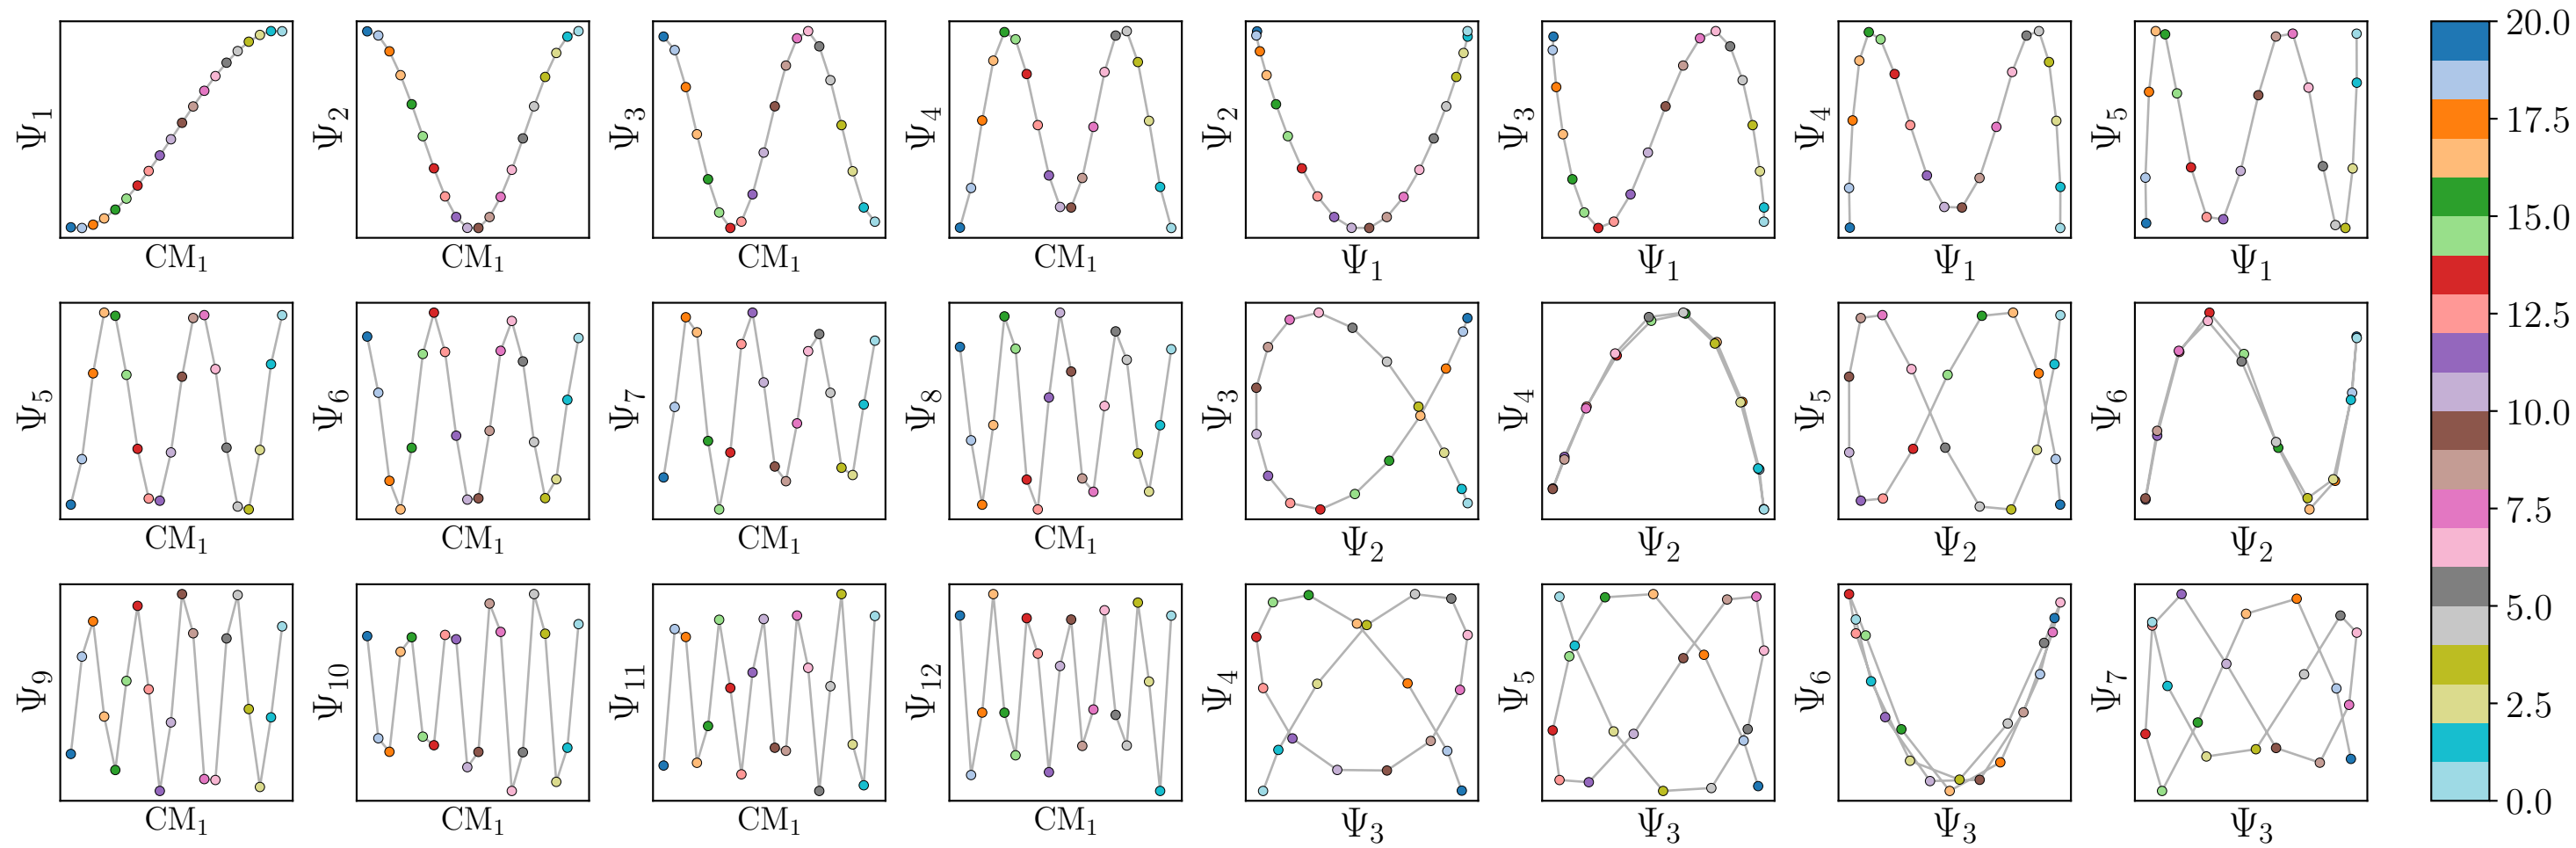 Ψ₁ Ψ₂ Ψ₃ Ψ₄ Ψ₂ Ψ₃ Ψ₄ Ψ₅
CM₁ CM₁ CM₁ CM₁ Ψ₁ Ψ₁ Ψ₁ Ψ₁
Ψ₅ Ψ₆ Ψ₇ Ψ₈ Ψ₃ Ψ₄ Ψ₅ Ψ₆
CM₁ CM₁ CM₁ CM₁ Ψ₂ Ψ₂ Ψ₂ Ψ₂
Ψ₉ Ψ₁₀ Ψ₁₁ Ψ₁₂ Ψ₄ Ψ₅ Ψ₆ Ψ₇
CM₁ CM₁ CM₁ CM₁ Ψ₃ Ψ₃ Ψ₃ Ψ₃
20.0
17.5
15.0
12.5
10.0
7.5
5.0
2.5
0.0